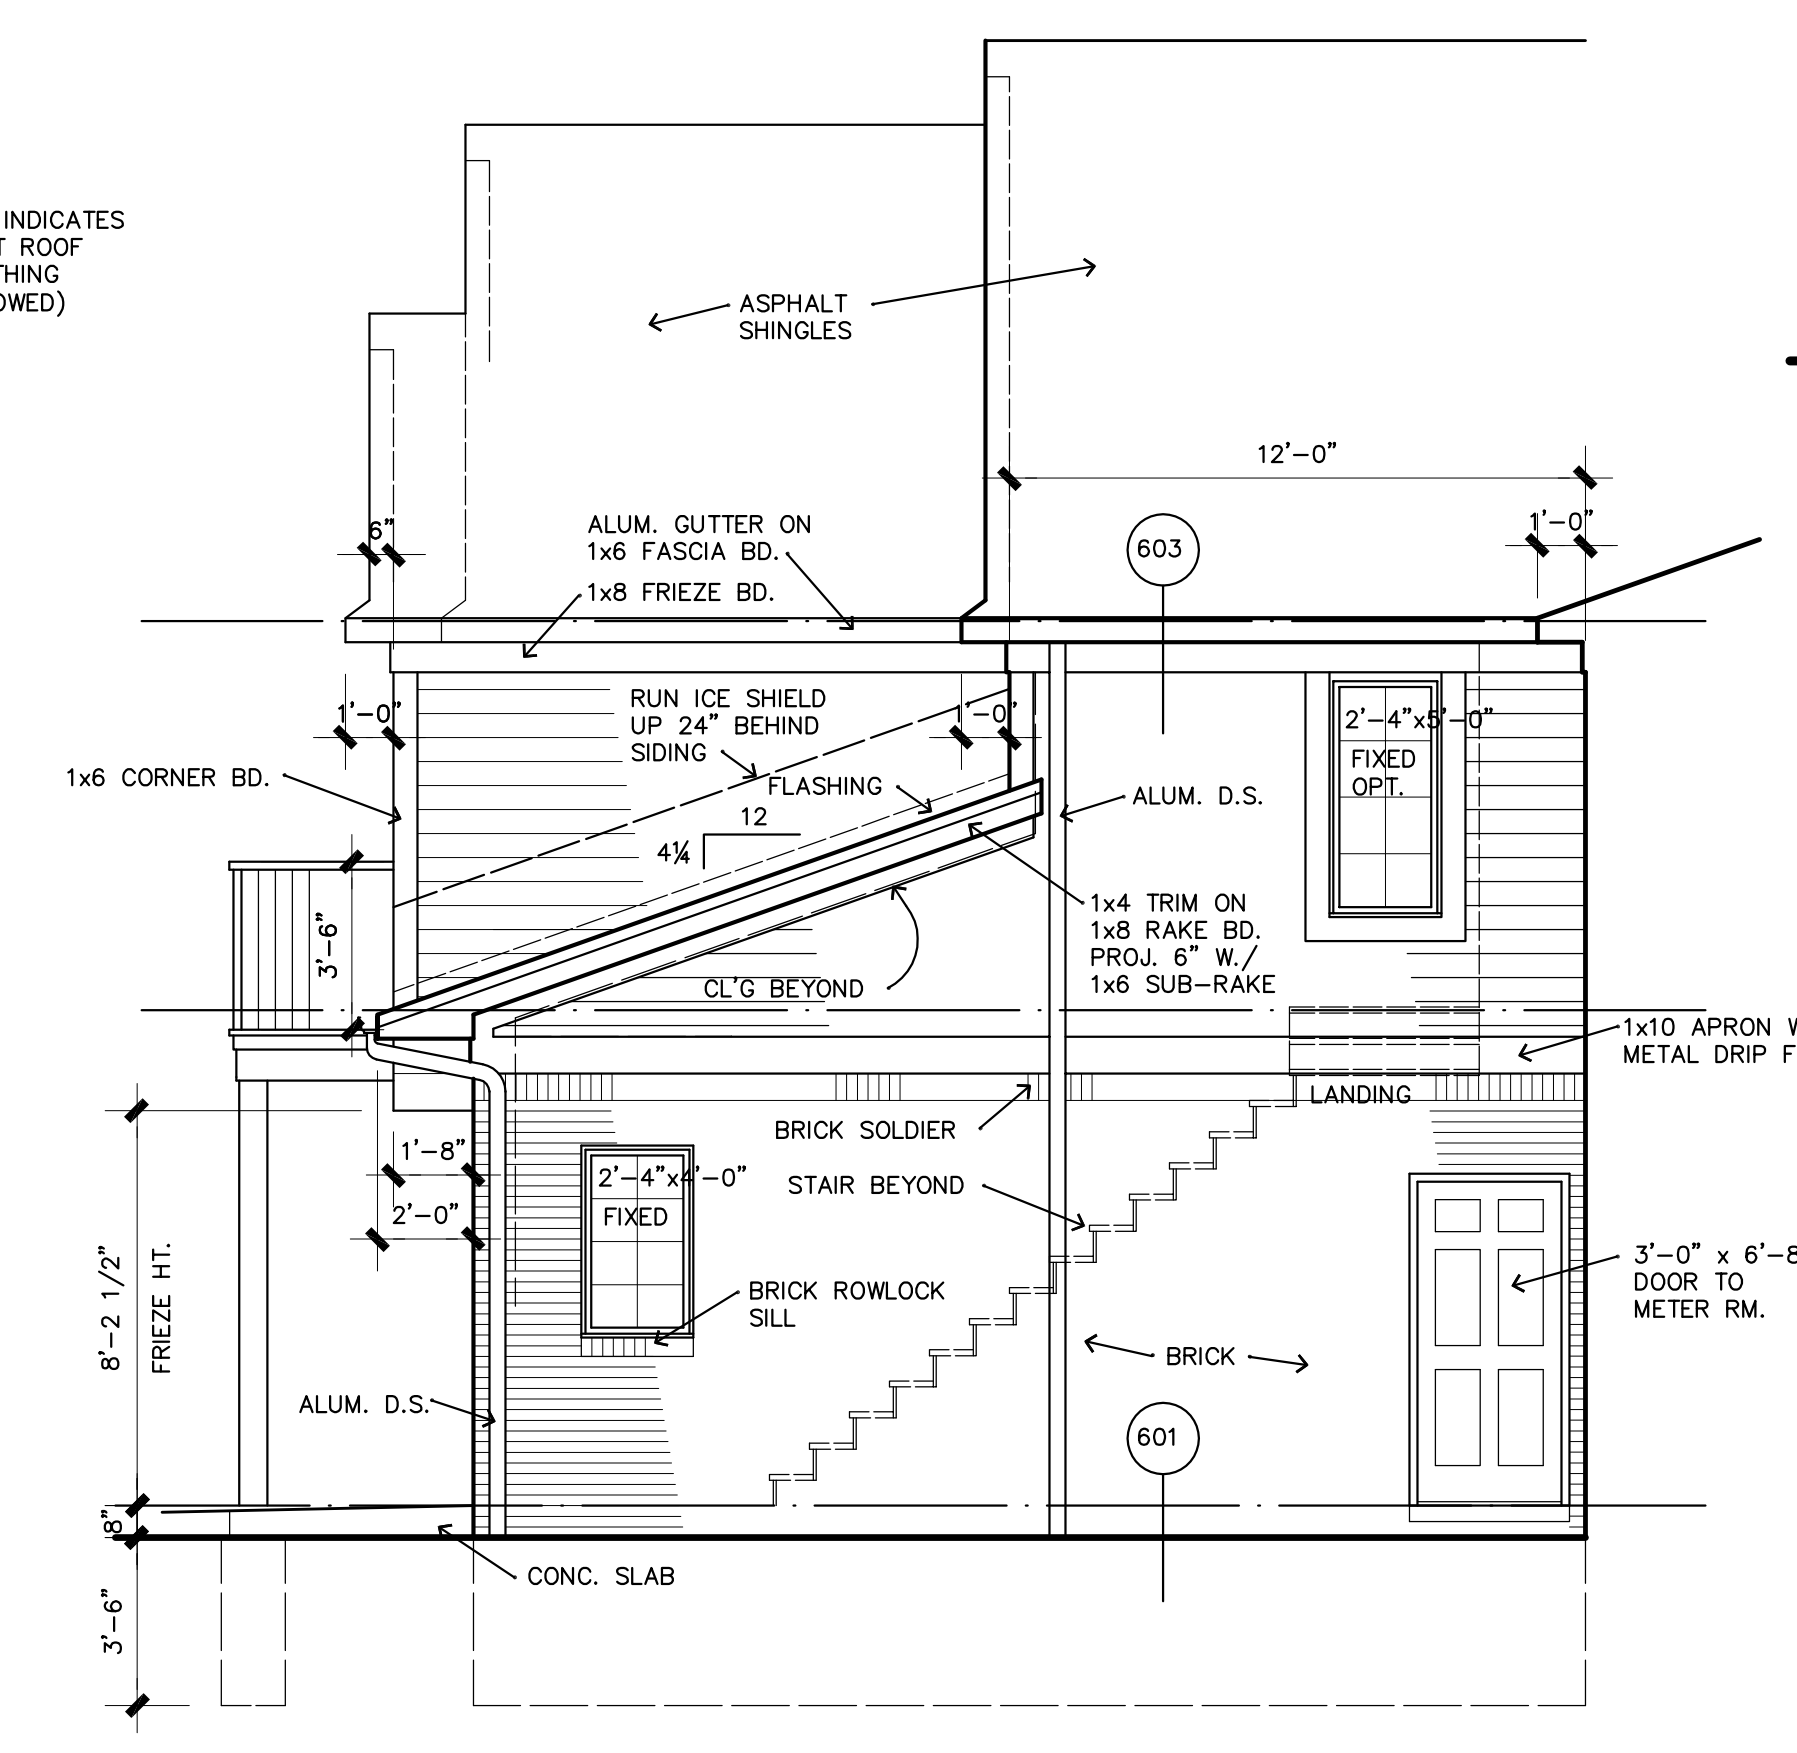 INDICATES
ROOF
ASPHALT
SHINGLES
12'-0"
6"
ALUM. GUTTER ON
1x6 FASCIA BD.
1x8 FRIEZE BD.
603
1'-0"
RUN ICE SHIELD
UP 24" BEHIND
SIDING
1'-0"
1'-0"
2'-4"x5'-0"
FIXED
OPT.
1x6 CORNER BD.
FLASHING
12
4¼
ALUM. D.S.
3'-6"
1x4 TRIM ON
1x8 RAKE BD.
PROJ. 6" W./
1x6 SUB-RAKE
CL'G BEYOND
1x10 APRON
METAL DRIP
LANDING
BRICK SOLDIER
1'-8"
2'-4"x4'-0"
FIXED
STAIR BEYOND
2'-0"
8'-2 1/2"
FRIEZE HT.
3'-0" x 6'-8
DOOR TO
METER RM.
BRICK ROWLOCK
SILL
BRICK
ALUM. D.S.
601
8"
CONC. SLAB
3'-6"